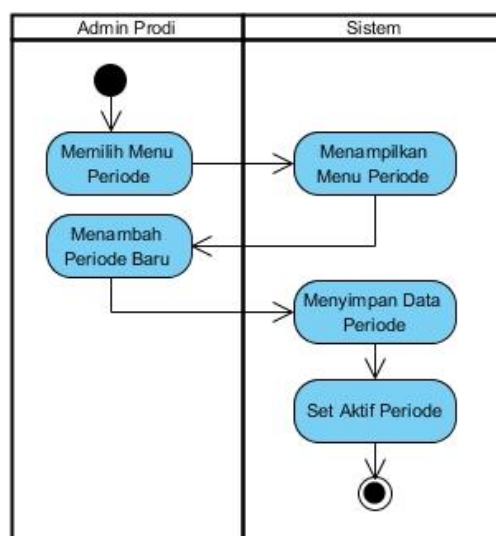 Admin Prodi
Sistem
Memilih Menu
Periode
Menampilkan
Menu Periode
Menambah
Periode Baru
Menyimpan Data
Periode
Set Aktif Periode